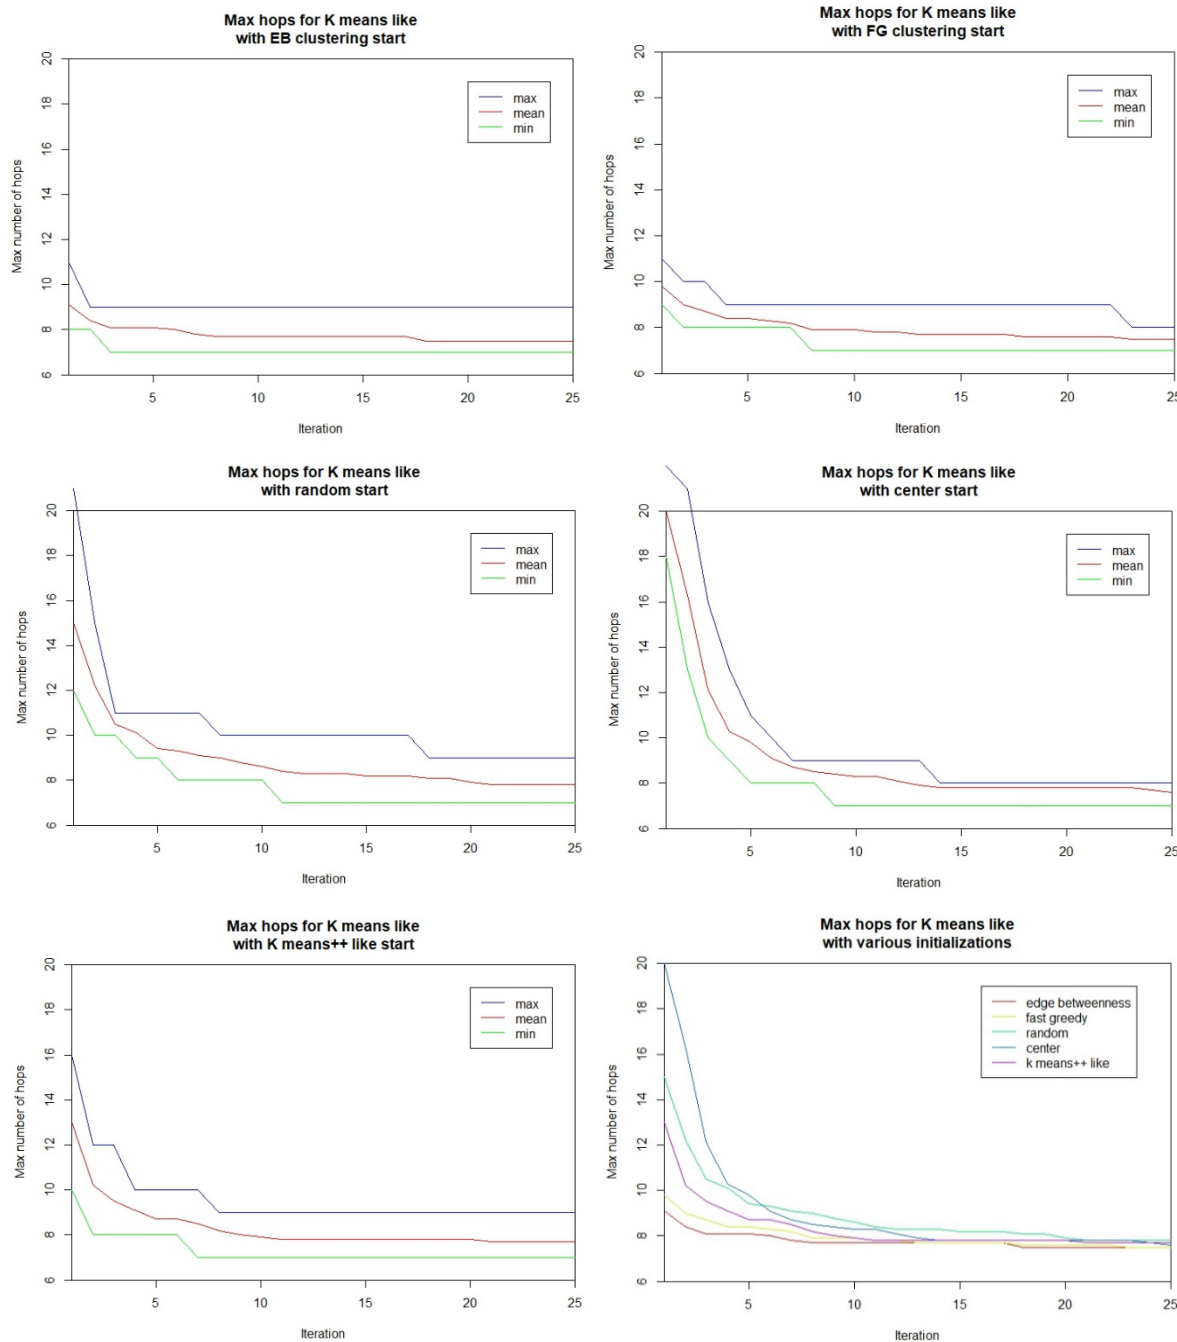 Max hops for K means like
with EB clustering start
Max number of hops
20
18
16
14
12
10
8
6
max
mean
min
5
10
15
20
25
Iteration
Max hops for K means like
with FG clustering start
Max number of hops
20
18
16
14
12
10
8
6
max
mean
min
5
10
15
20
25
Iteration
Max hops for K means like
with random start
Max number of hops
20
18
16
14
12
10
8
6
max
mean
min
5
10
15
20
25
Iteration
Max hops for K means like
with center start
Max number of hops
20
18
16
14
12
10
8
6
max
mean
min
5
10
15
20
25
Iteration
Max hops for K means like
with K means++ like start
Max number of hops
20
18
16
14
12
10
8
6
max
mean
min
5
10
15
20
25
Iteration
Max hops for K means like
with various initializations
Max number of hops
20
18
16
14
12
10
8
6
edge betweenness
fast greedy
random
center
k means++ like
5
10
15
20
25
Iteration